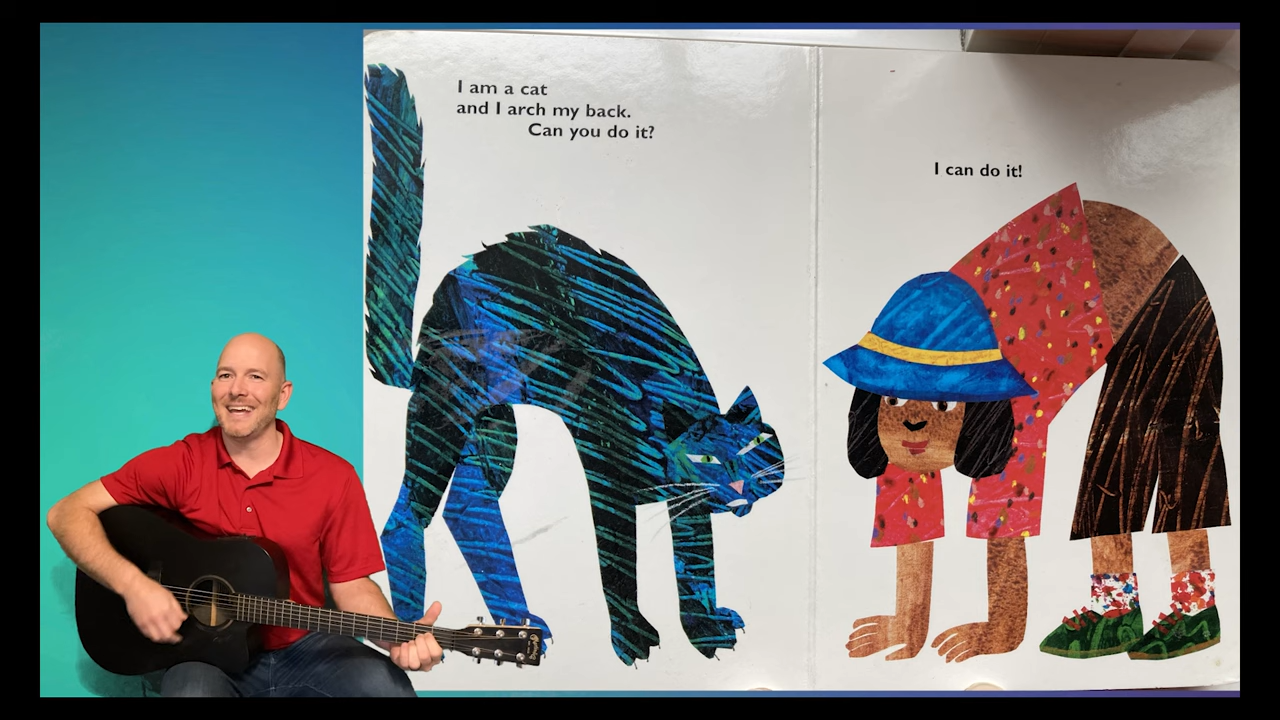 I am a cat
and I arch my back.
Can you do it?
I can do it!